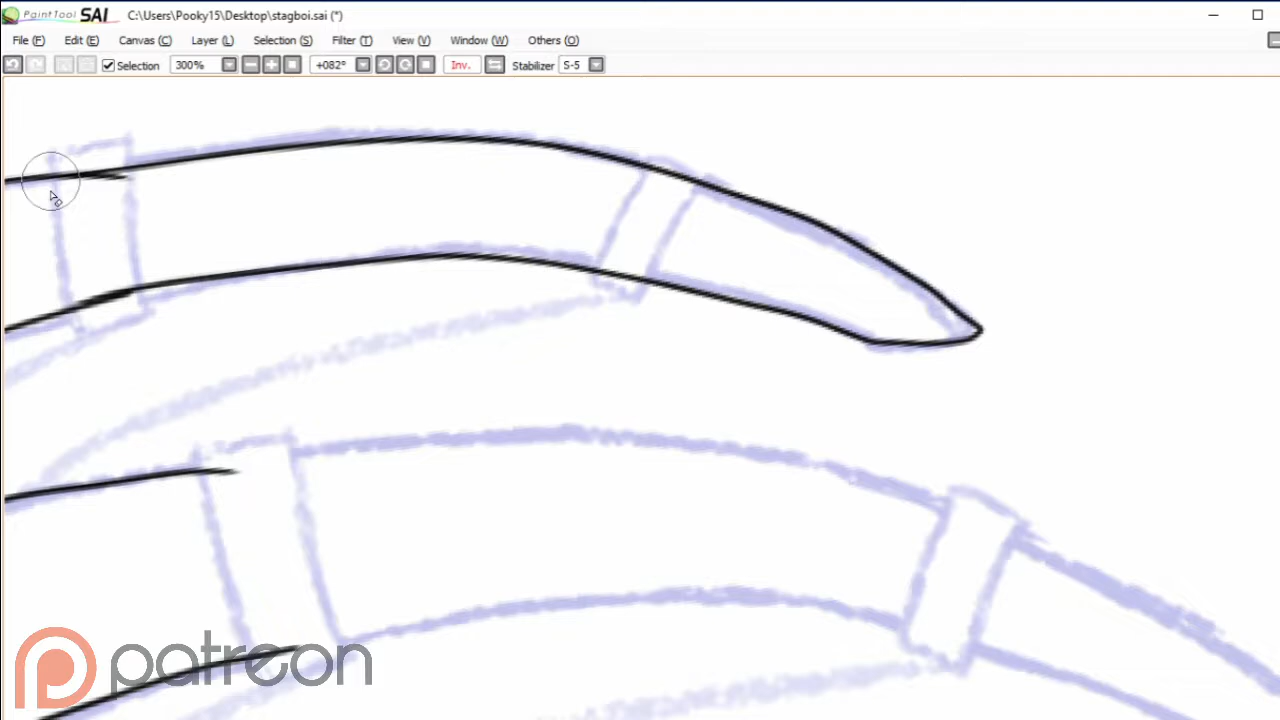 PaintTool SAI C:\Users\Pooky15\Desktop\stagboi.sai (*)
File (F) Edit (E) Canvas (C) Layer (L) Selection (S) Filter (T) View (V) Window (W) Others (O)
Selection 300% +082° Inv. Stabilizer S-5
patreon